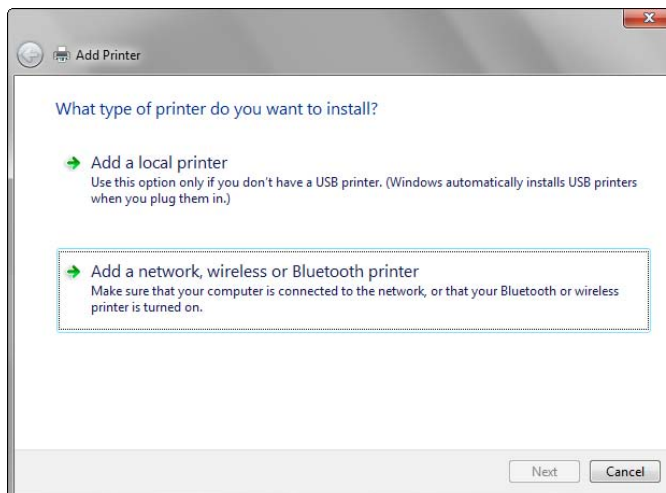 X
Add Printer
What type of printer do you want to install?
Add a local printer
Use this option only if you don't have a USB printer. (Windows automatically installs USB printers
when you plug them in.)
Add a network, wireless or Bluetooth printer
Make sure that your computer is connected to the network, or that your Bluetooth or wireless
printer is turned on.
Next Cancel